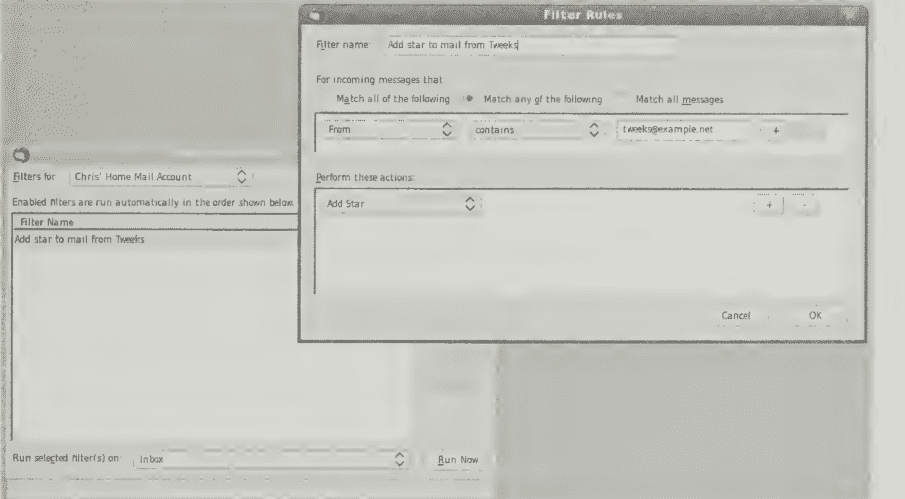 Filter Rules
Filter name: Add star to mail from Tweeks
For incoming messages that
Match all of the following Match any of the following Match all messages
From contains tweeks@example.net +
Perform these actions:
Add Star + -
Cancel OK
Filters for Chris' Home Mail Account
Enabled filters are run automatically in the order shown below
Filter Name
Add star to mail from Tweeks
Run selected filter(s) on: Inbox Run Now